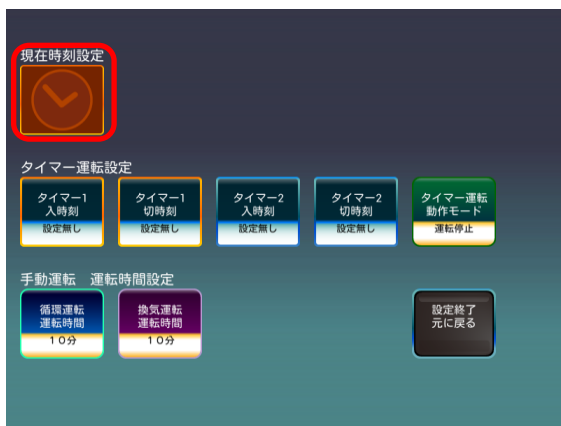 現在時刻設定
タイマー運転設定
タイマー1
入時刻
設定無し
タイマー1
切時刻
設定無し
タイマー2
入時刻
設定無し
タイマー2
切時刻
設定無し
タイマー運転
動作モード
運転停止
手動運転　運転時間設定
循環運転
運転時間
１０分
換気運転
運転時間
１０分
設定終了
元に戻る